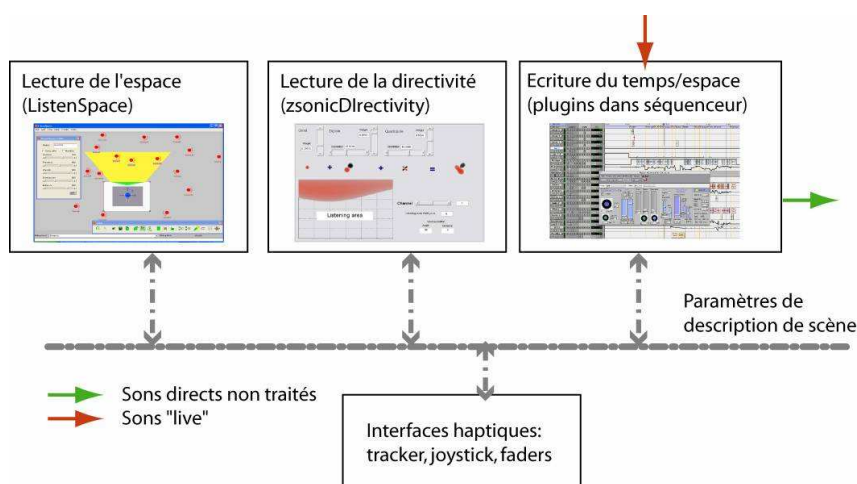 Lecture de l'espace
(ListenSpace)
Lecture de la directivité
(zsonicDIrectivity)
Ecriture du temps/espace
(plugins dans séquenceur)
Channel
Listening area
Paramètres de
description de scène
Sons directs non traités
Sons "live"
Interfaces haptiques:
tracker, joystick, faders